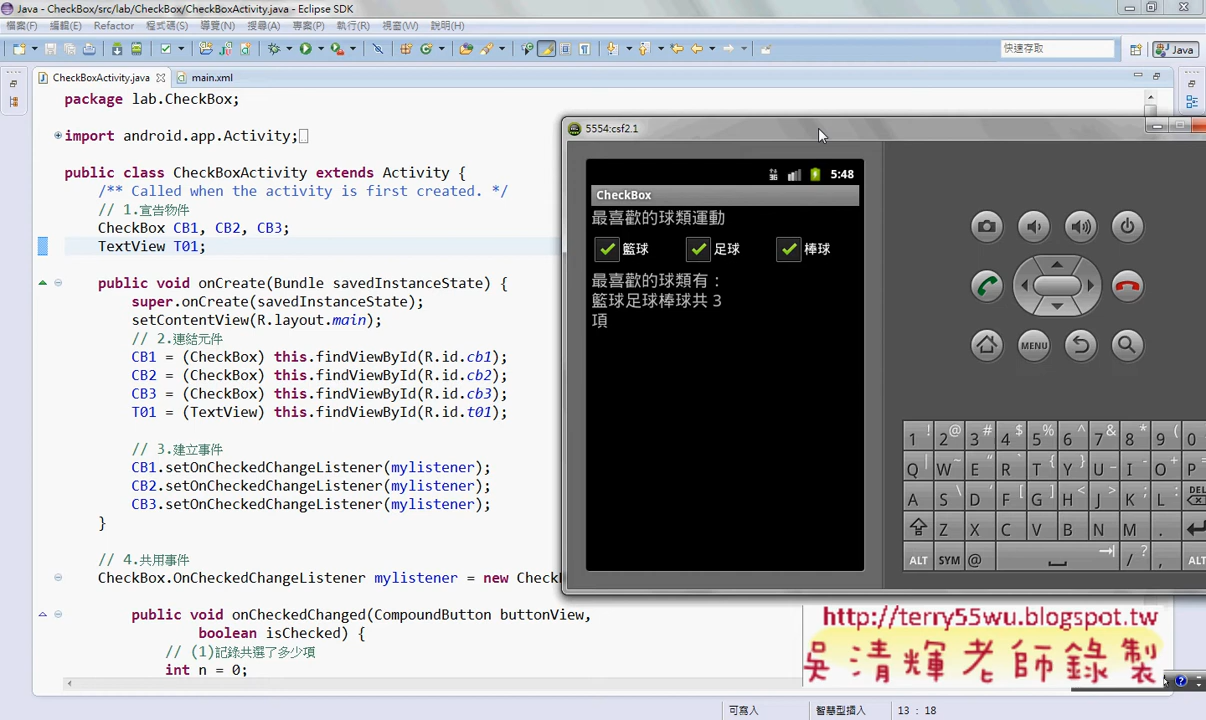 Java - CheckBox/src/lab/CheckBox/CheckBoxActivity.java - Eclipse SDK
檔案(F) 編輯(E) Refactor 程式碼(S) 導覽(N) 搜尋(A) 專案(P) 執行(R) 視窗(W) 說明(H)
快速存取
Java
CheckBoxActivity.java
main.xml
package lab.CheckBox;
import android.app.Activity;
public class CheckBoxActivity extends Activity {
/** Called when the activity is first created. */
// 1.宣告物件
CheckBox CB1, CB2, CB3;
TextView T01;
public void onCreate(Bundle savedInstanceState) {
super.onCreate(savedInstanceState);
setContentView(R.layout.main);
// 2.連結元件
CB1 = (CheckBox) this.findViewById(R.id.cb1);
CB2 = (CheckBox) this.findViewById(R.id.cb2);
CB3 = (CheckBox) this.findViewById(R.id.cb3);
T01 = (TextView) this.findViewById(R.id.t01);
// 3.建立事件
CB1.setOnCheckedChangeListener(mylistener);
CB2.setOnCheckedChangeListener(mylistener);
CB3.setOnCheckedChangeListener(mylistener);
}
// 4.共用事件
CheckBox.OnCheckedChangeListener mylistener = new Check
public void onCheckedChanged(CompoundButton buttonView,
boolean isChecked) {
// (1)記錄共選了多少項
int n = 0;
5554:csf2.1
5:48
CheckBox
最喜歡的球類運動
籃球 足球 棒球
最喜歡的球類有：
籃球足球棒球共 3
項
MENU
1 ! 2 @ 3 # 4 $ 5 % 6 ^ 7 & 8 * 9 ( 0
Q | W ~ E " R ` T { Y } U _ I - O + P
A S \ D ' F [ G ] H < J > K ; L : DEL
Z X C V B N M .
ALT SYM @ / ? , ALT
http://terry55wu.blogspot.tw
吳清輝老師錄製
可寫入
智慧型插入
13 : 18